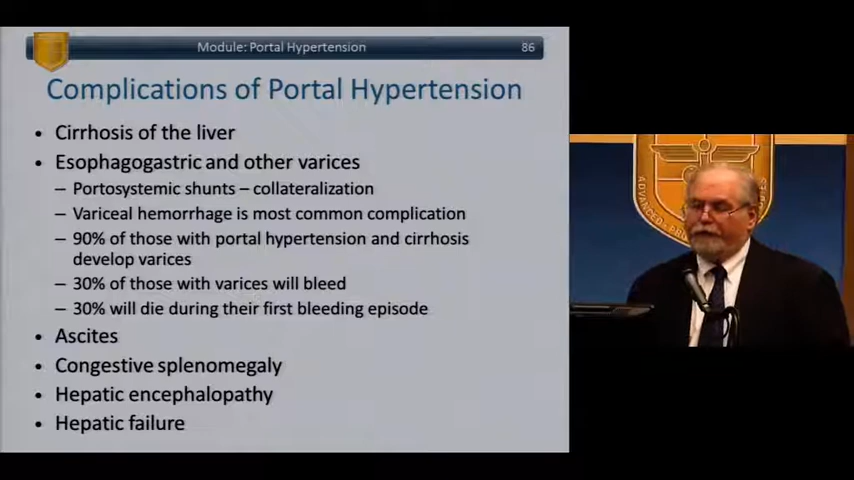 Module: Portal Hypertension
86
Complications of Portal Hypertension
• Cirrhosis of the liver
• Esophagogastric and other varices
– Portosystemic shunts – collateralization
– Variceal hemorrhage is most common complication
– 90% of those with portal hypertension and cirrhosis
develop varices
– 30% of those with varices will bleed
– 30% will die during their first bleeding episode
• Ascites
• Congestive splenomegaly
• Hepatic encephalopathy
• Hepatic failure
ADVANCED